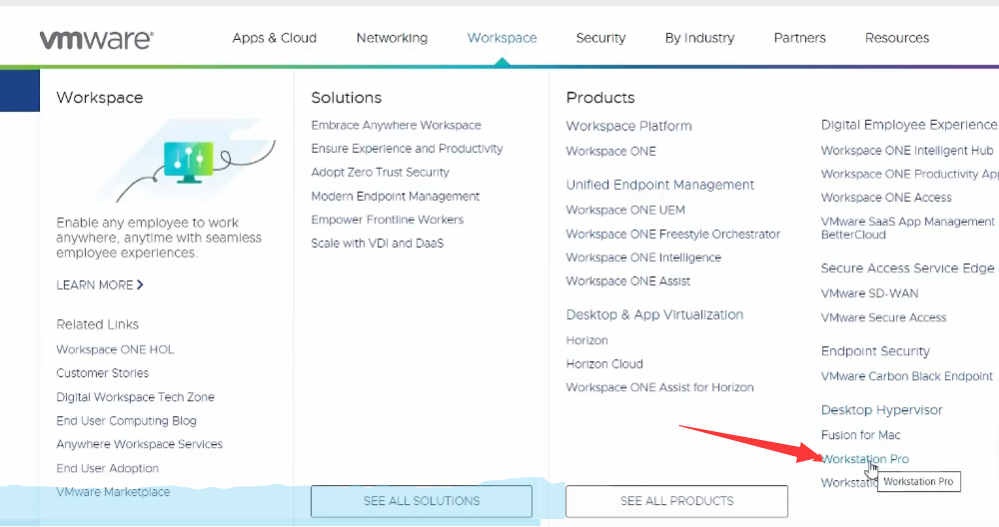 vmware®
Apps & Cloud
Networking
Workspace
Security
By Industry
Partners
Resources
Workspace
Enable any employee to work
anywhere, anytime with seamless
employee experiences.
LEARN MORE
Related Links
Workspace ONE HOL
Customer Stories
Digital Workspace Tech Zone
End User Computing Blog
Anywhere Workspace Services
End User Adoption
VMware Marketplace
Solutions
Embrace Anywhere Workspace
Ensure Experience and Productivity
Adopt Zero Trust Security
Modern Endpoint Management
Empower Frontline Workers
Scale with VDI and DaaS
SEE ALL SOLUTIONS
Products
Workspace Platform
Workspace ONE
Unified Endpoint Management
Workspace ONE UEM
Workspace ONE Freestyle Orchestrator
Workspace ONE Intelligence
Workspace ONE Assist
Desktop & App Virtualization
Horizon
Horizon Cloud
Workspace ONE Assist for Horizon
SEE ALL PRODUCTS
Digital Employee Experience
Workspace ONE Intelligent Hub
Workspace ONE Productivity App
Workspace ONE Access
VMware SaaS App Management
BetterCloud
Secure Access Service Edge
VMware SD-WAN
VMware Secure Access
Endpoint Security
VMware Carbon Black Endpoint
Desktop Hypervisor
Fusion for Mac
Workstation Pro
Workstation Pro